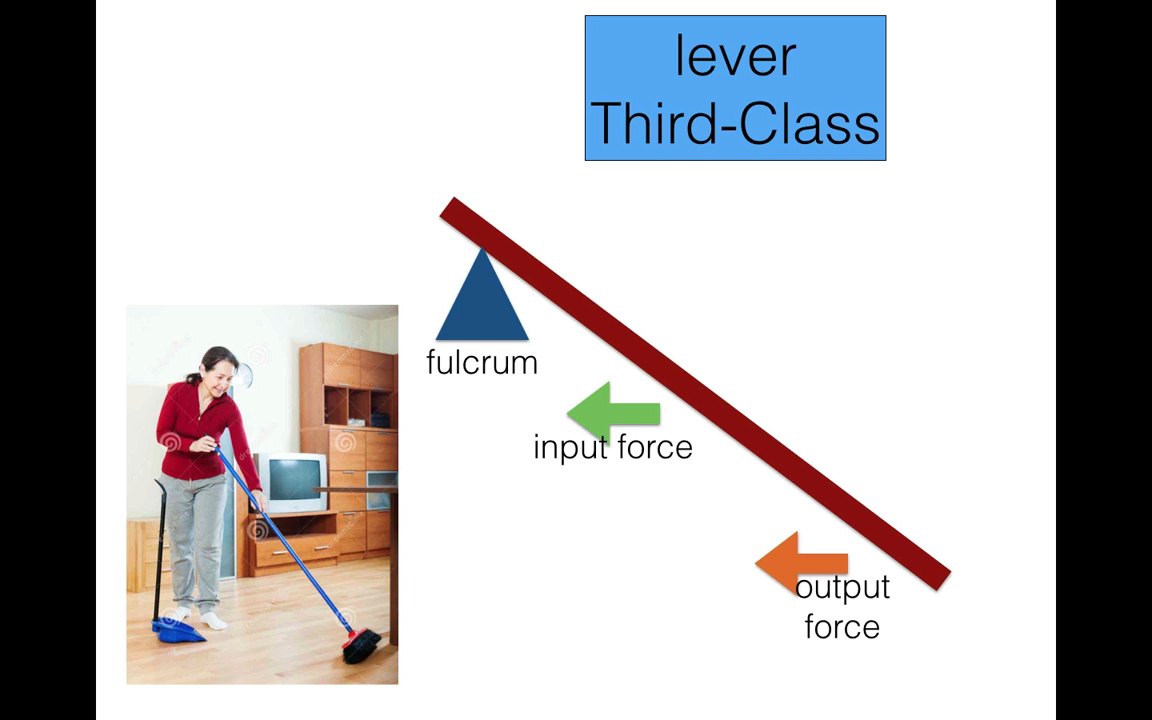 lever
Third-Class
fulcrum
input force
output
force